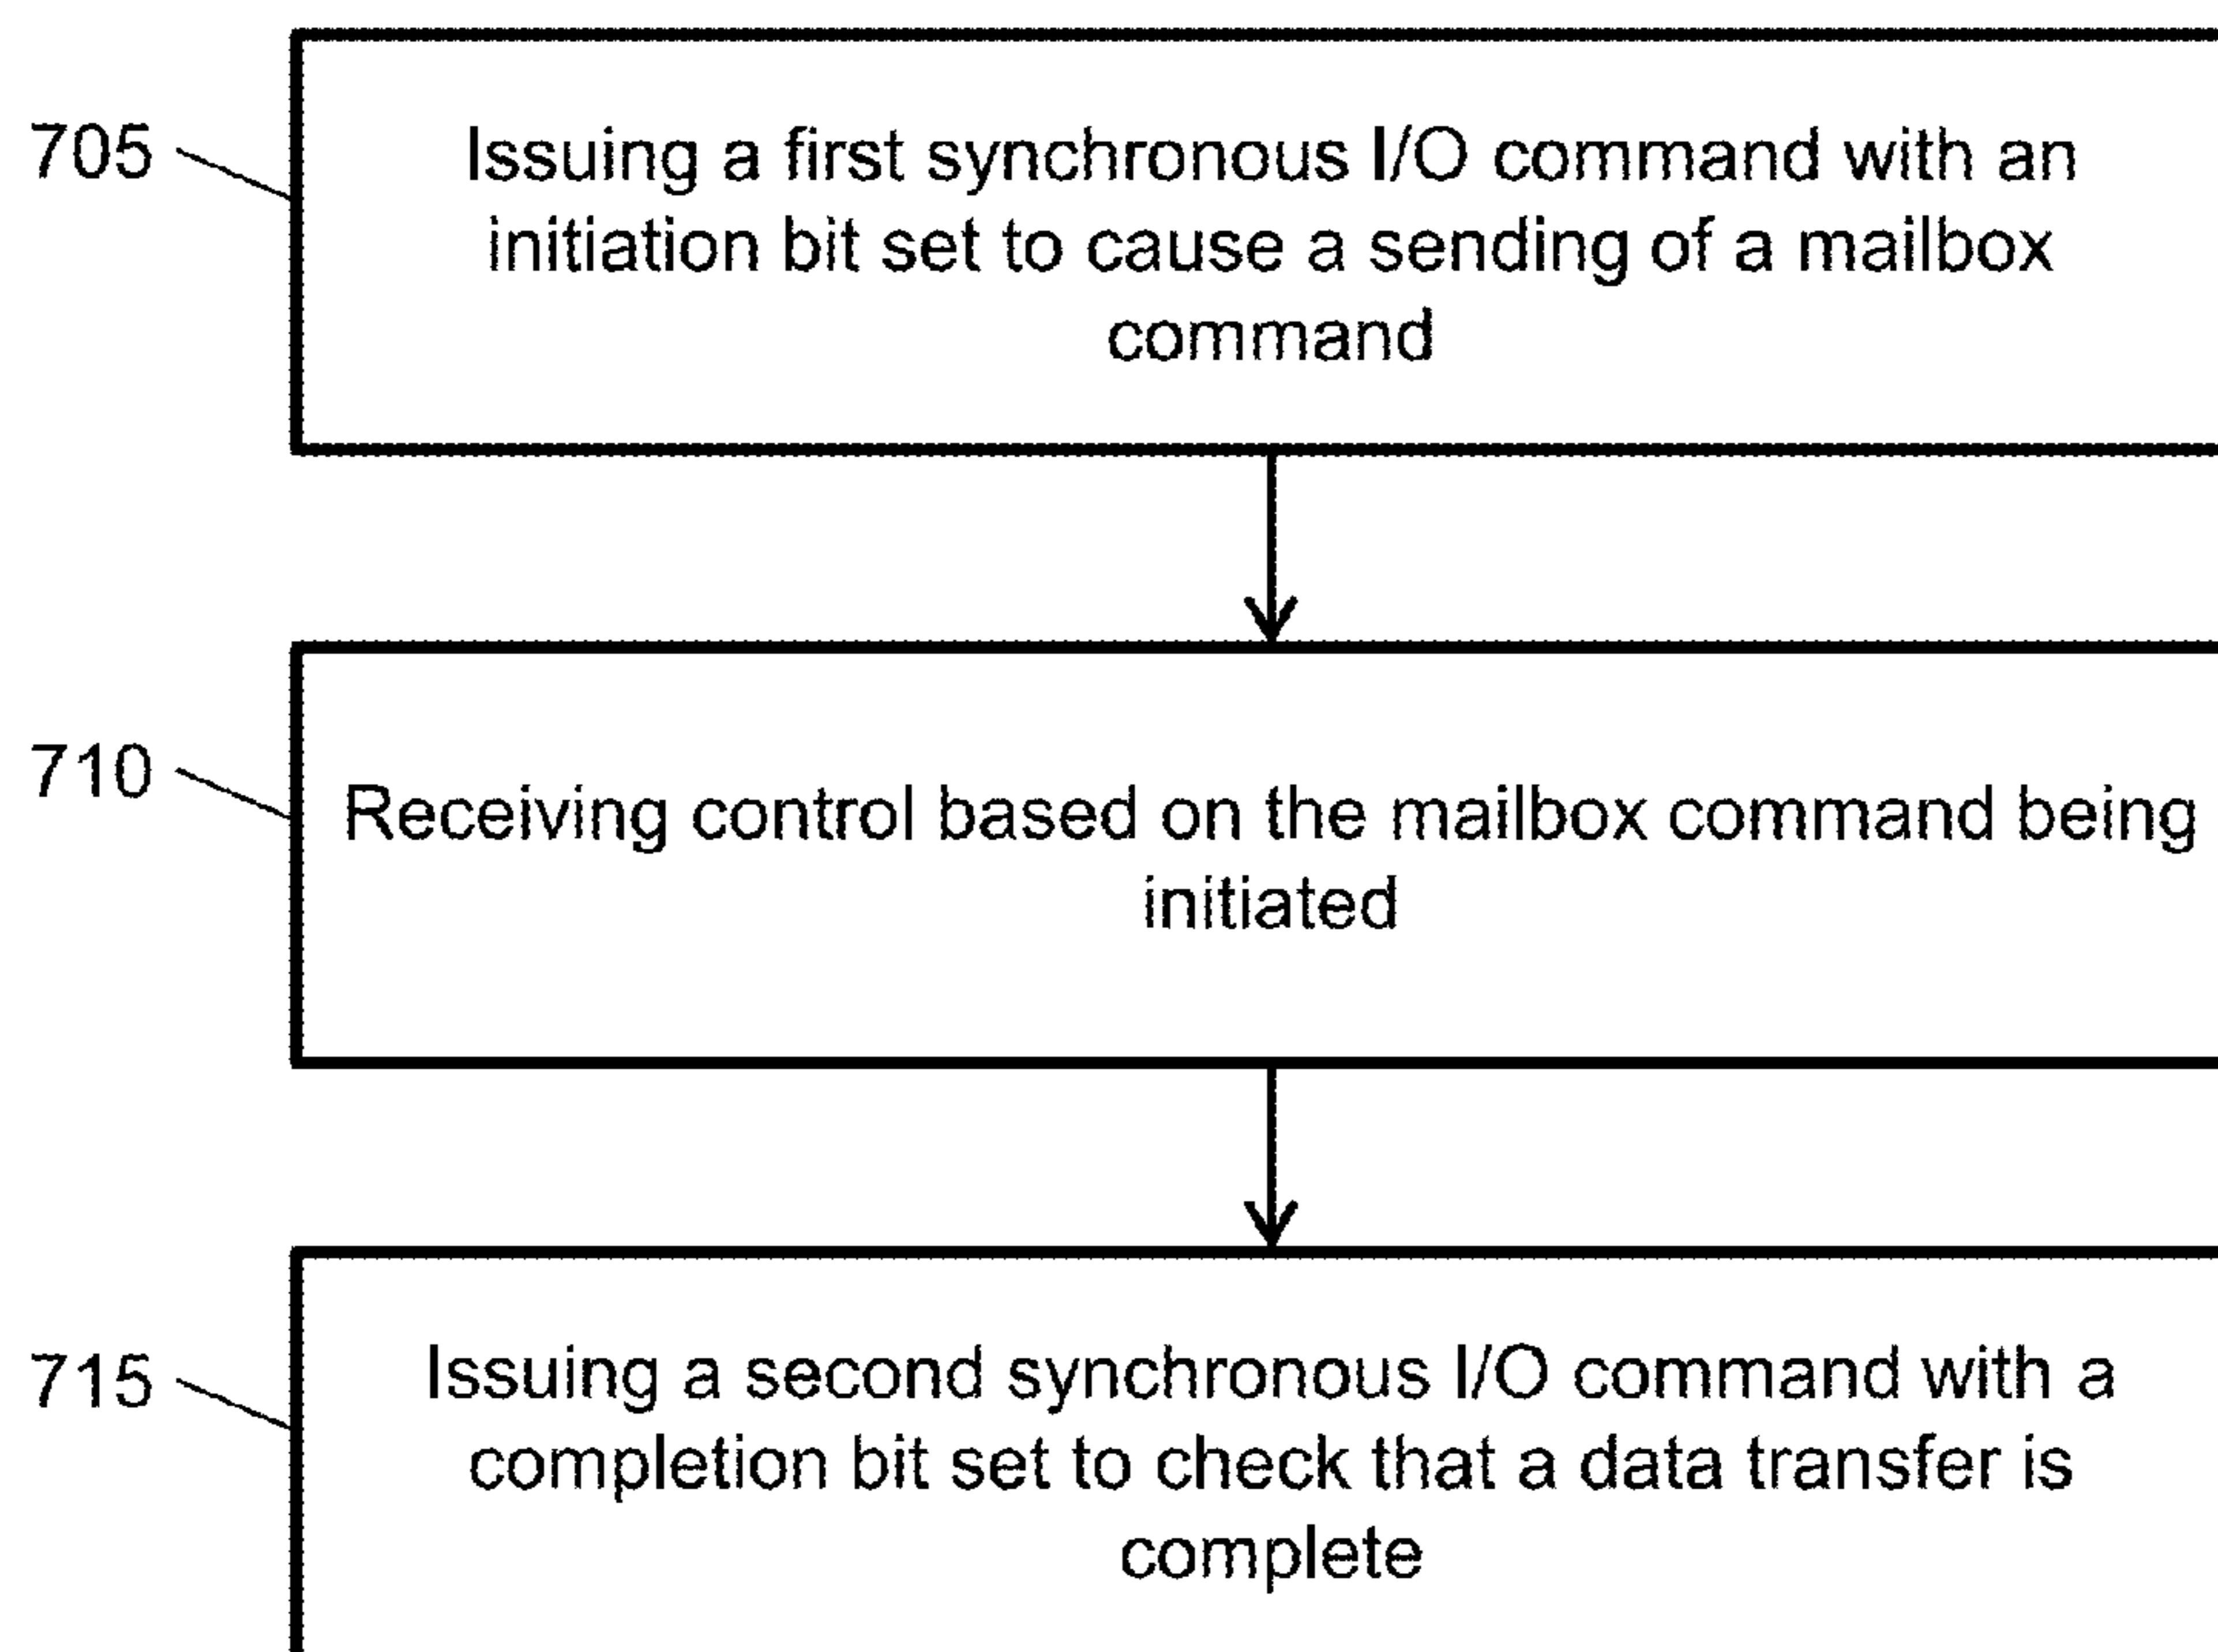 705
Issuing a first synchronous I/O command with an
initiation bit set to cause a sending of a mailbox
command
710
Receiving control based on the mailbox command being
initiated
715
Issuing a second synchronous I/O command with a
completion bit set to check that a data transfer is
complete